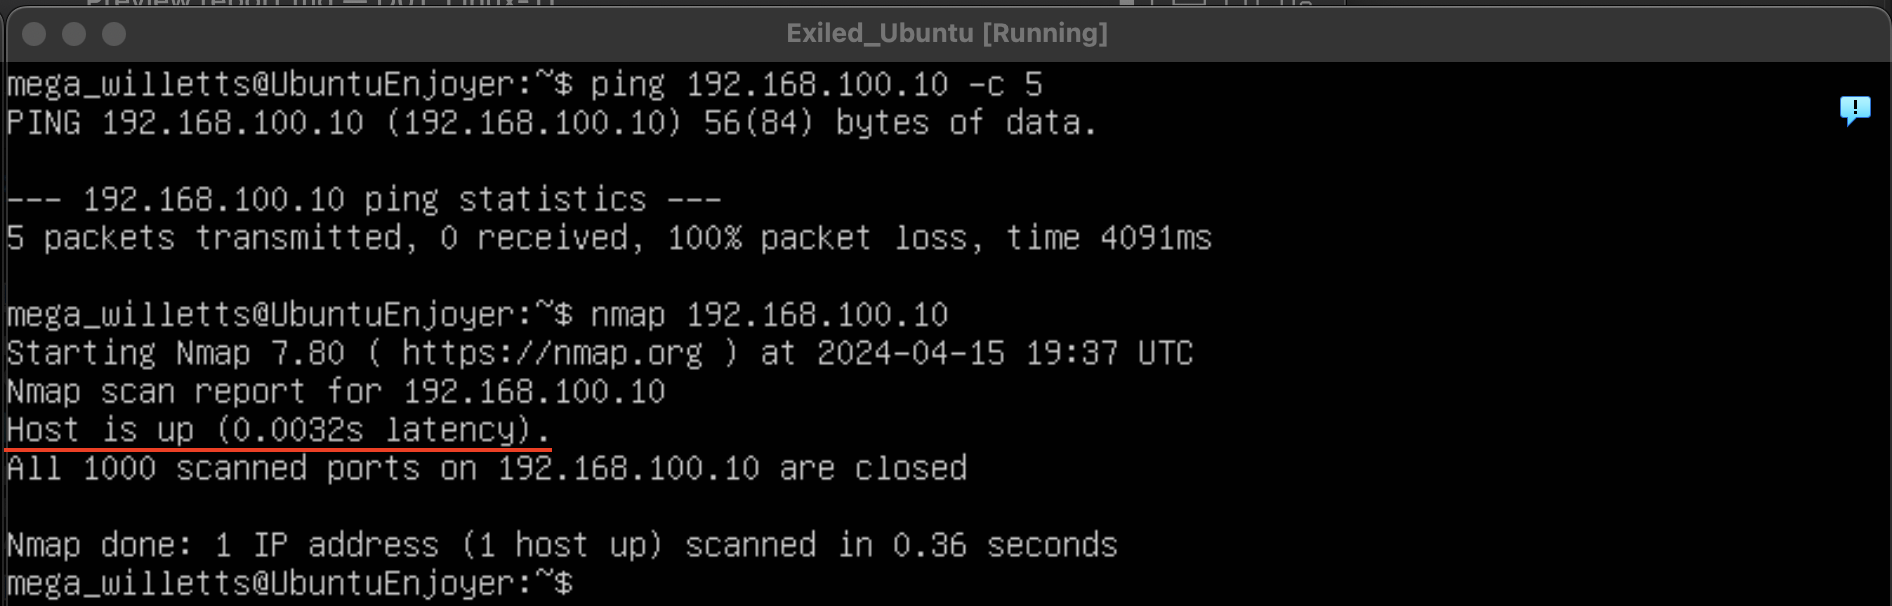 Exiled_Ubuntu [Running]
mega_willetts@UbuntuEnjoyer:~$ ping 192.168.100.10 -c 5
PING 192.168.100.10 (192.168.100.10) 56(84) bytes of data.
--- 192.168.100.10 ping statistics ---
5 packets transmitted, 0 received, 100% packet loss, time 4091ms
mega_willetts@UbuntuEnjoyer:~$ nmap 192.168.100.10
Starting Nmap 7.80 ( https://nmap.org ) at 2024-04-15 19:37 UTC
Nmap scan report for 192.168.100.10
Host is up (0.0032s latency).
All 1000 scanned ports on 192.168.100.10 are closed
Nmap done: 1 IP address (1 host up) scanned in 0.36 seconds
mega_willetts@UbuntuEnjoyer:~$